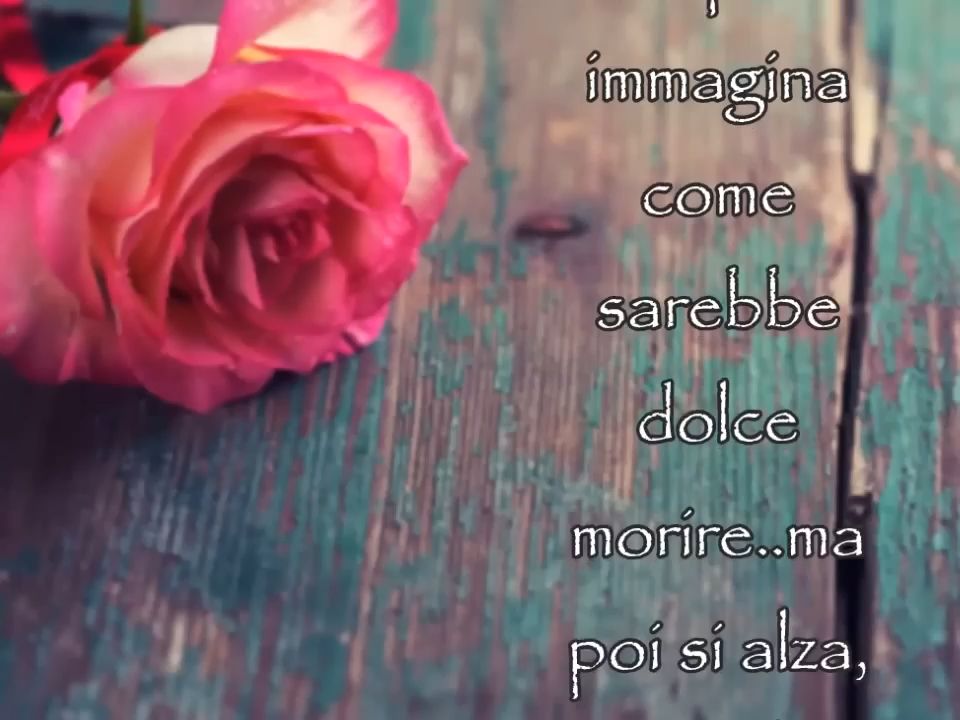 immagina
come
sarebbe
dolce
morire..ma
poi si alza,